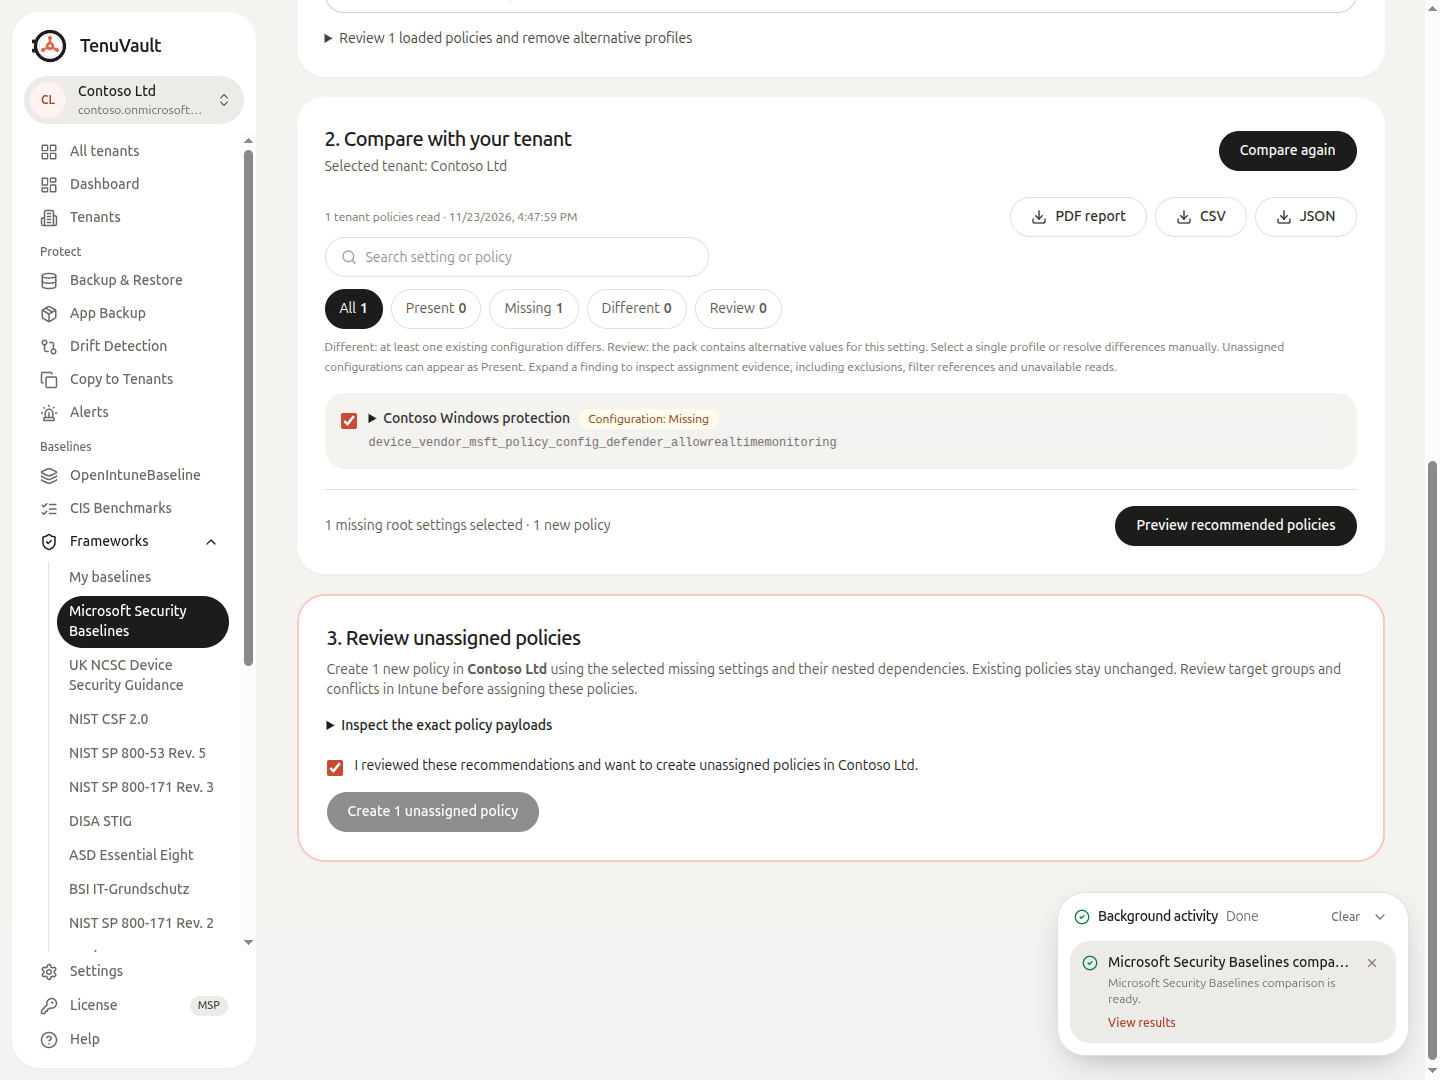 TenuVault
CL
Contoso Ltd
contoso.onmicrosoft...
All tenants
Dashboard
Tenants
Protect
Backup & Restore
App Backup
Drift Detection
Copy to Tenants
Alerts
Baselines
OpenIntuneBaseline
CIS Benchmarks
Frameworks
My baselines
Microsoft Security
Baselines
UK NCSC Device
Security Guidance
NIST CSF 2.0
NIST SP 800-53 Rev. 5
NIST SP 800-171 Rev. 3
DISA STIG
ASD Essential Eight
BSI IT-Grundschutz
NIST SP 800-171 Rev. 2
Settings
License MSP
Help
Review 1 loaded policies and remove alternative profiles
2. Compare with your tenant
Selected tenant: Contoso Ltd
Compare again
1 tenant policies read · 11/23/2026, 4:47:59 PM
PDF report
CSV
JSON
Search setting or policy
All 1
Present 0
Missing 1
Different 0
Review 0
Different: at least one existing configuration differs. Review: the pack contains alternative values for this setting. Select a single profile or resolve differences manually. Unassigned
configurations can appear as Present. Expand a finding to inspect assignment evidence, including exclusions, filter references and unavailable reads.
Contoso Windows protection Configuration: Missing
device_vendor_msft_policy_config_defender_allowrealtimemonitoring
1 missing root settings selected · 1 new policy
Preview recommended policies
3. Review unassigned policies
Create 1 new policy in Contoso Ltd using the selected missing settings and their nested dependencies. Existing policies stay unchanged. Review target groups and
conflicts in Intune before assigning these policies.
Inspect the exact policy payloads
I reviewed these recommendations and want to create unassigned policies in Contoso Ltd.
Create 1 unassigned policy
Background activity Done
Clear
Microsoft Security Baselines compa...
Microsoft Security Baselines comparison is
ready.
View results